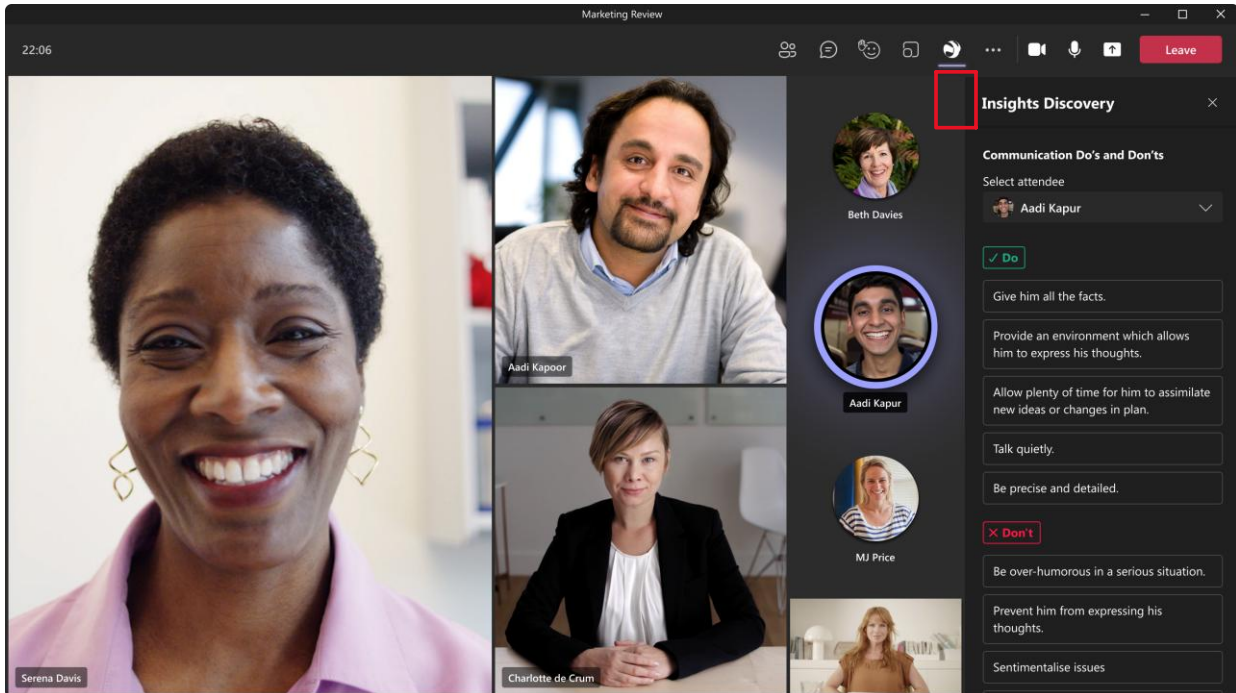 Marketing Review
22:06
Leave
Serena Davis
Aadi Kapoor
Charlotte de Crum
Beth Davies
Aadi Kapur
MJ Price
Insights Discovery
Communication Do's and Don'ts
Select attendee
Aadi Kapur
Do
Give him all the facts.
Provide an environment which allows
him to express his thoughts.
Allow plenty of time for him to assimilate
new ideas or changes in plan.
Talk quietly.
Be precise and detailed.
Don't
Be over-humorous in a serious situation.
Prevent him from expressing his
thoughts.
Sentimentalise issues